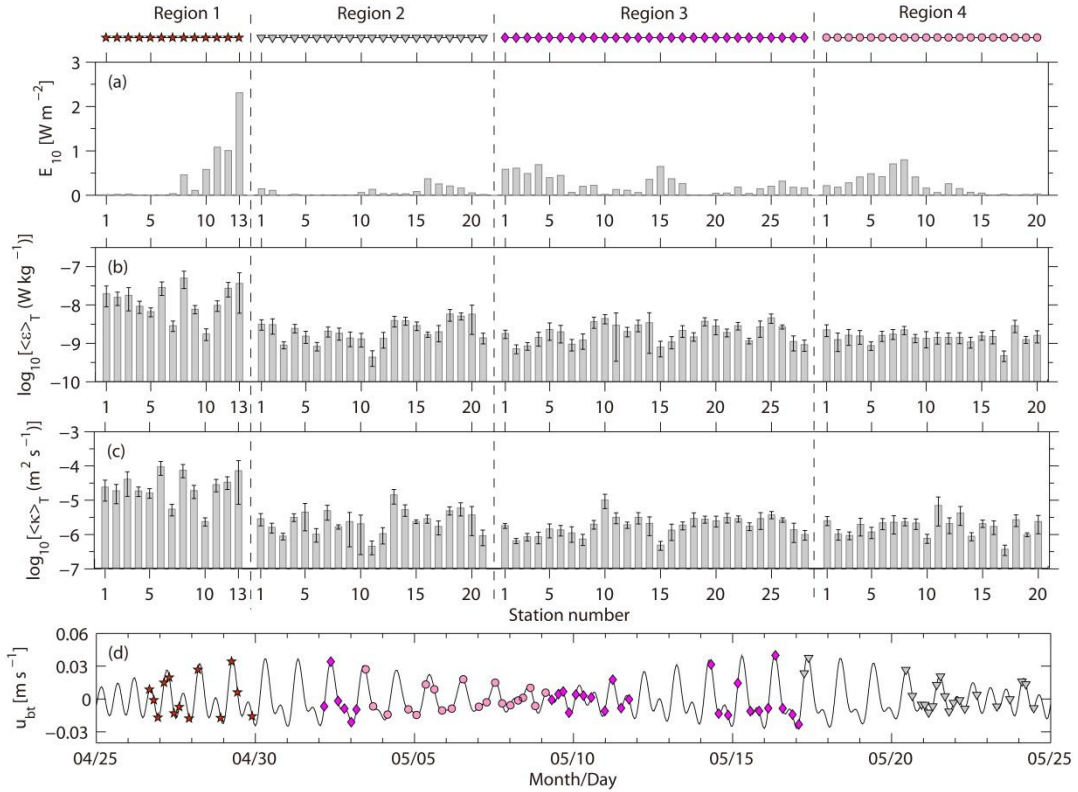 Region 1 Region 2 Region 3 Region 4
3
2
1
0
E10 [W m −2]
(a)
1 5 10 13 1 5 10 15 20 1 5 10 15 20 25 1 5 10 15 20
−7
−8
−9
−10
log10[<ε>T (W kg −1)]
(b)
1 5 10 13 1 5 10 15 20 1 5 10 15 20 25 1 5 10 15 20
−3
−4
−5
−6
−7
log10[<κ>T (m2 s −1)]
(c)
1 5 10 13 1 5 10 15 20 1 5 10 15 20 25 1 5 10 15 20
Station number
0.06
0.03
0
−0.03
ubt [m s−1]
(d)
04/25 04/30 05/05 05/10 05/15 05/20 05/25
Month/Day